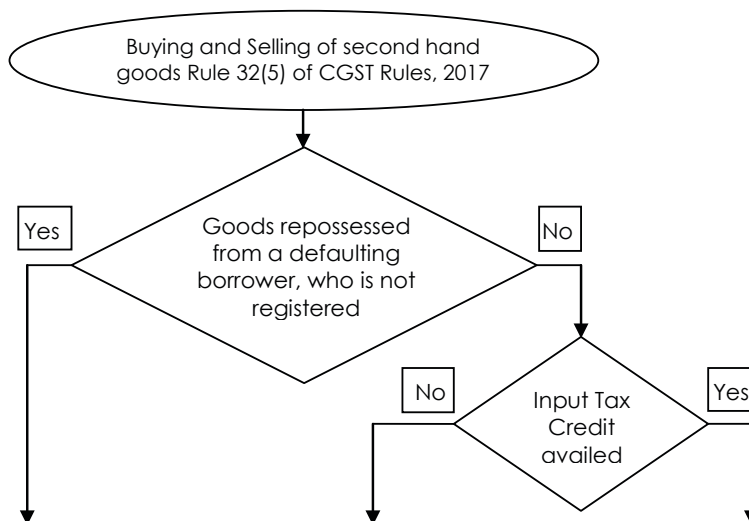 Buying and Selling of second hand
goods Rule 32(5) of CGST Rules, 2017
Yes
Goods repossessed
from a defaulting
borrower, who is not
registered
No
No
Input Tax
Credit
availed
Yes